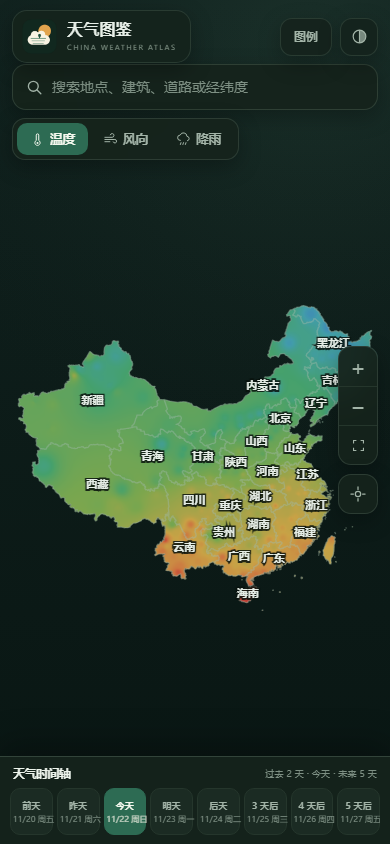 天气图鉴
CHINA WEATHER ATLAS
图例
搜索地点、建筑、道路或经纬度
温度 风向 降雨
黑龙江
吉林
内蒙古
新疆
辽宁
北京
山西 山东
青海 甘肃 陕西
河南 江苏
西藏
四川 重庆 湖北 浙江
贵州 湖南 福建
云南 广西 广东
海南
天气时间轴
过去 2 天 · 今天 · 未来 5 天
前天 昨天 今天 明天 后天 3 天后 4 天后 5 天后
11/20 周五 11/21 周六 11/22 周日 11/23 周一 11/24 周二 11/25 周三 11/26 周四 11/27 周五